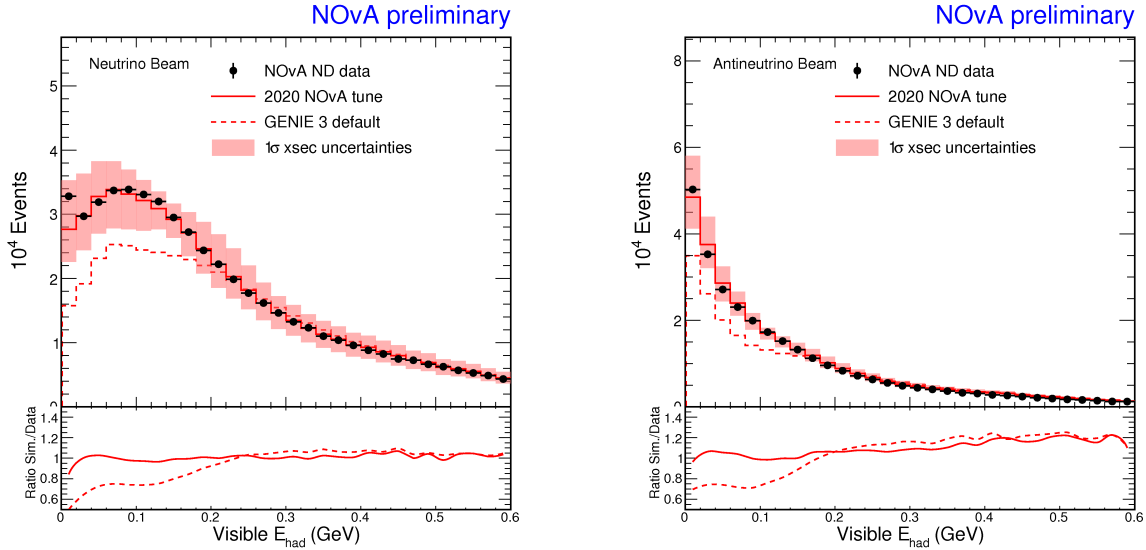 NOvA preliminary
Neutrino Beam
NOvA ND data
2020 NOvA tune
GENIE 3 default
1σ xsec uncertainties
10⁴ Events
5
4
3
2
1
0
Ratio Sim./Data
1.4
1.2
1
0.8
0.6
0 0.1 0.2 0.3 0.4 0.5 0.6
Visible E_had (GeV)
NOvA preliminary
Antineutrino Beam
NOvA ND data
2020 NOvA tune
GENIE 3 default
1σ xsec uncertainties
10⁴ Events
8
6
4
2
0
Ratio Sim./Data
1.4
1.2
1
0.8
0.6
0 0.1 0.2 0.3 0.4 0.5 0.6
Visible E_had (GeV)